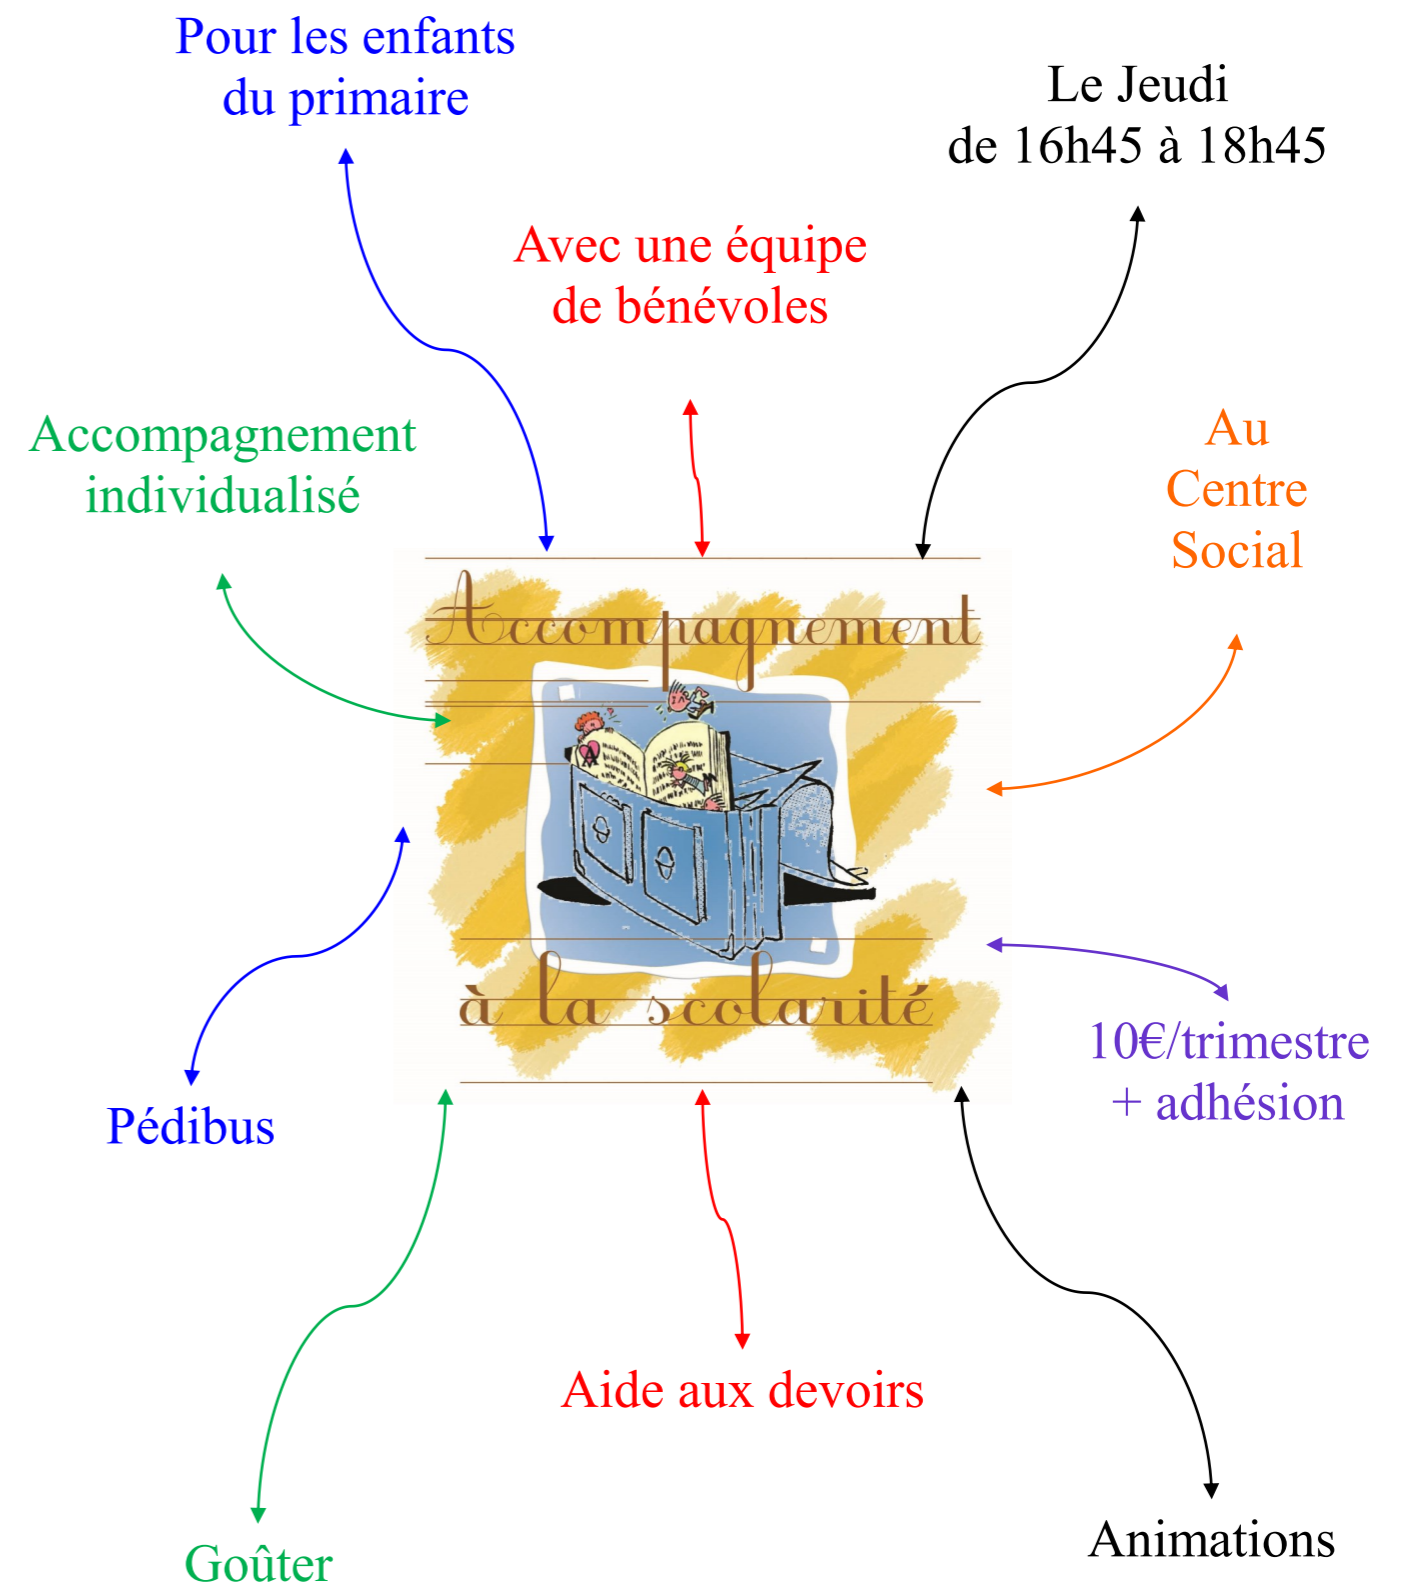 Pour les enfants
du primaire
Le Jeudi
de 16h45 à 18h45
Avec une équipe
de bénévoles
Accompagnement
individualisé
Au
Centre
Social
Accompagnement
A
à la scolarité
Pédibus
10€/trimestre
+ adhésion
Aide aux devoirs
Goûter
Animations